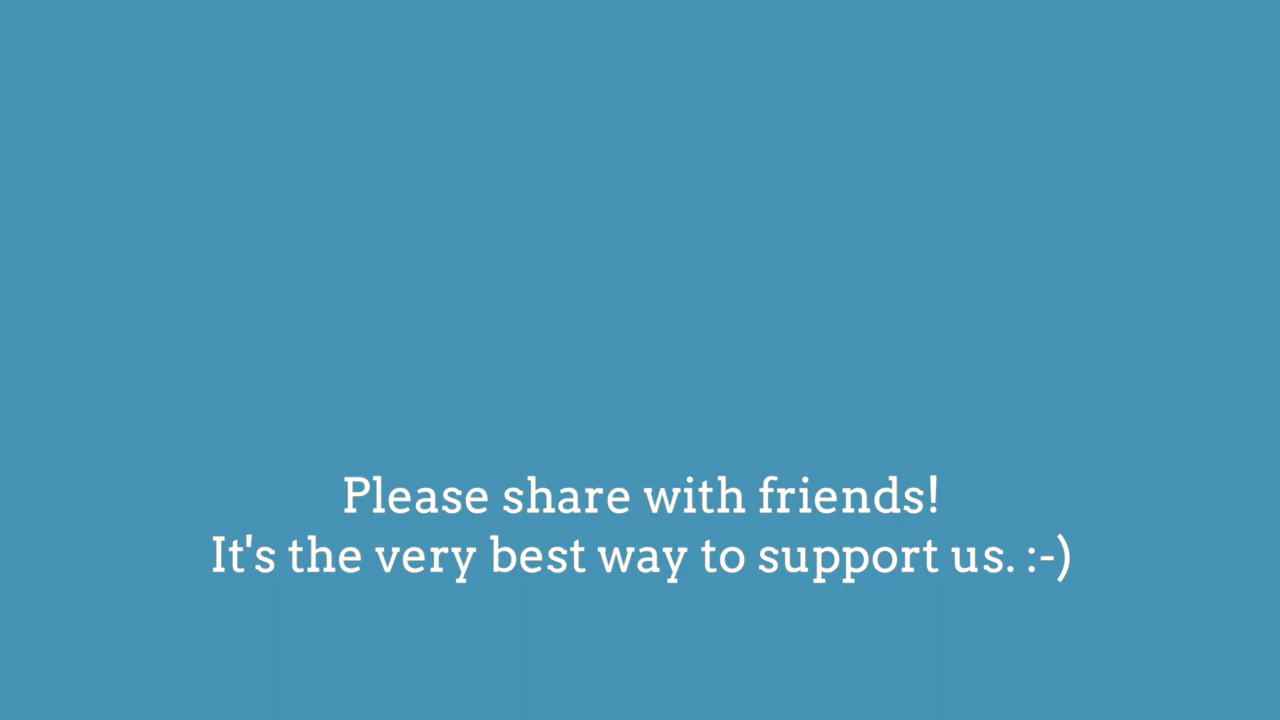 Please share with friends!
It's the very best way to support us. :-)